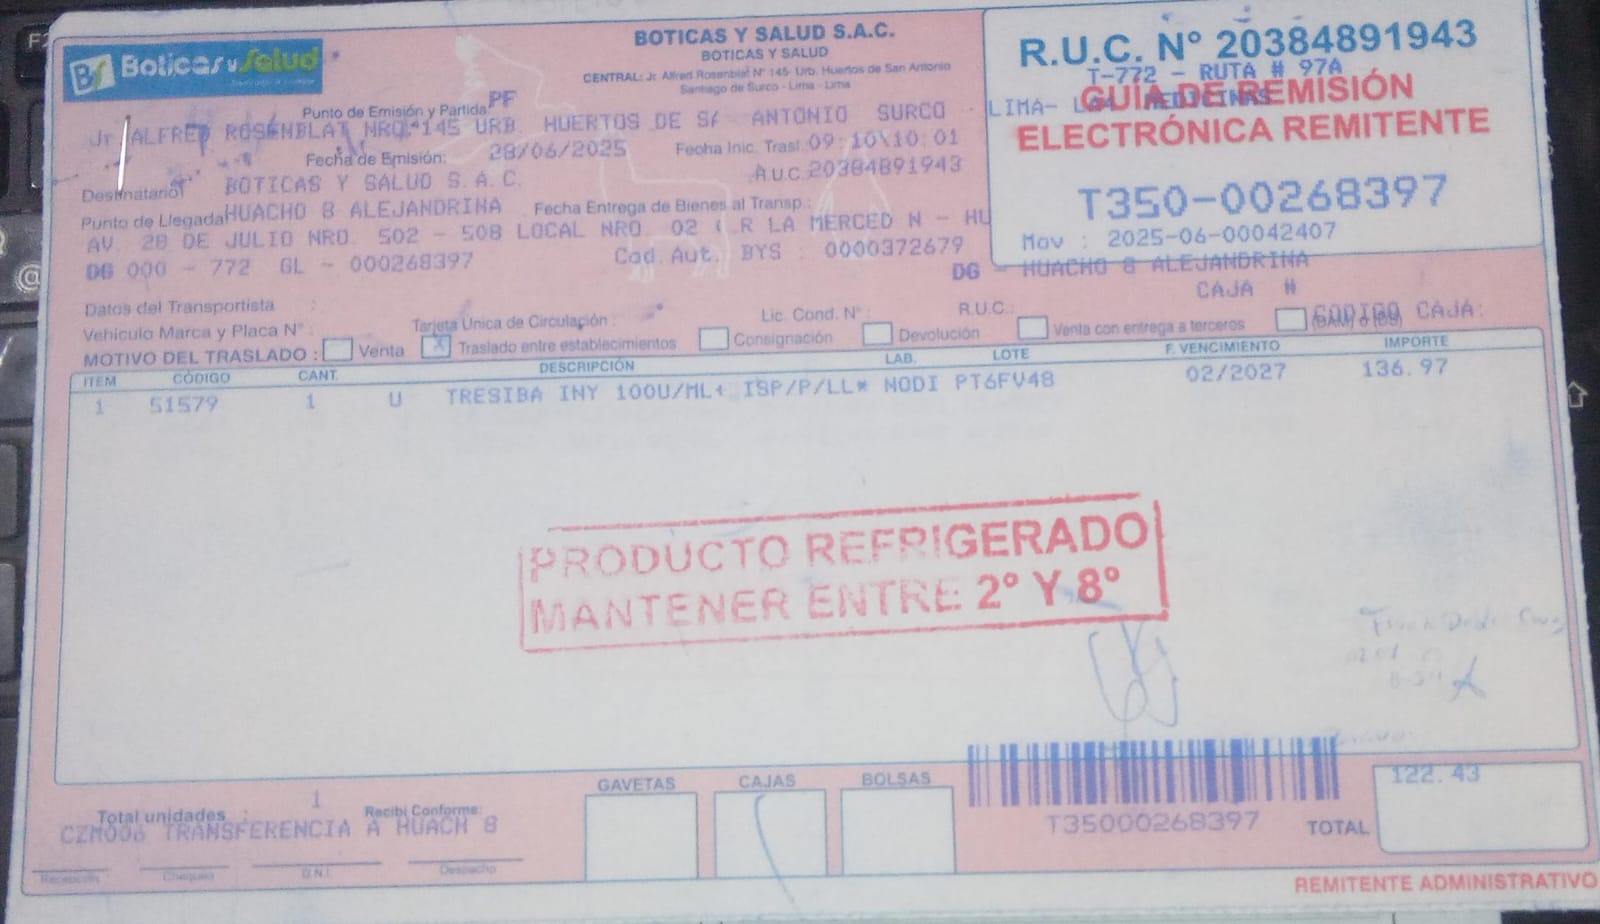 Boticas y Salud
BOTICAS Y SALUD S.A.C.
BOTICAS Y SALUD
CENTRAL: Jr. Alfred Rosenblat N° 145- Urb. Huertos de San Antonio
Santiago de Surco - Lima - Lima
R.U.C. N° 20384891943
T-772 - RUTA # 97A
GUÍA DE REMISIÓN
ELECTRÓNICA REMITENTE
T350-00268397
Mov : 2025-06-00042407
Punto de Emisión y Partida PF
Jr ALFRED ROSENBLAT NRO 145 URB. HUERTOS DE SA ANTONIO SURCO - LIMA- MEDICINAS
Fecha de Emisión: 28/06/2025 Fecha Inic. Trasl. 09:10\10:01
Destinatario BOTICAS Y SALUD S.A.C. R.U.C. 20384891943
Punto de Llegada HUACHO 8 ALEJANDRINA Fecha Entrega de Bienes al Transp.:
AV. 28 DE JULIO NRO. 502 - 508 LOCAL NRO. 02 ( R LA MERCED N - HU
DG 000 - 772 GL - 000268397 Cod. Aut. BYS : 0000372679
DG - HUACHO 8 ALEJANDRINA
CAJA #
Datos del Transportista :
Vehículo Marca y Placa N° : Tarjeta Única de Circulación : Lic. Cond. N° : R.U.C.:
CODIGO CAJA:
MOTIVO DEL TRASLADO : Venta X Traslado entre establecimientos Consignación Devolución Venta con entrega a terceros
ITEM CÓDIGO CANT. DESCRIPCIÓN LAB. LOTE F. VENCIMIENTO IMPORTE
1 51579 1 U TRESIBA INY 100U/ML+ ISP/P/LL* NODI PT6FV48 02/2027 136.97
PRODUCTO REFRIGERADO
MANTENER ENTRE 2° Y 8°
GAVETAS CAJAS BOLSAS
T35000268397
TOTAL 122.43
Total unidades : 1 Recibí Conforme:
CZM006 TRANSFERENCIA A HUACH 8
Recepción Chequeo D.N.I. Despacho
REMITENTE ADMINISTRATIVO